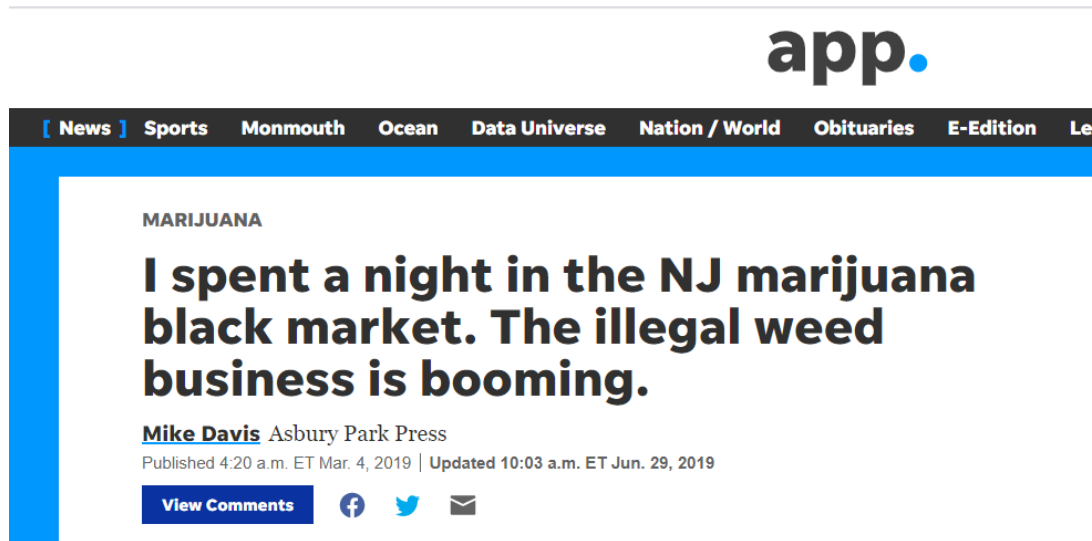 app.
[ News ] Sports Monmouth Ocean Data Universe Nation / World Obituaries E-Edition Le
MARIJUANA
I spent a night in the NJ marijuana
black market. The illegal weed
business is booming.
Mike Davis Asbury Park Press
Published 4:20 a.m. ET Mar. 4, 2019 | Updated 10:03 a.m. ET Jun. 29, 2019
View Comments